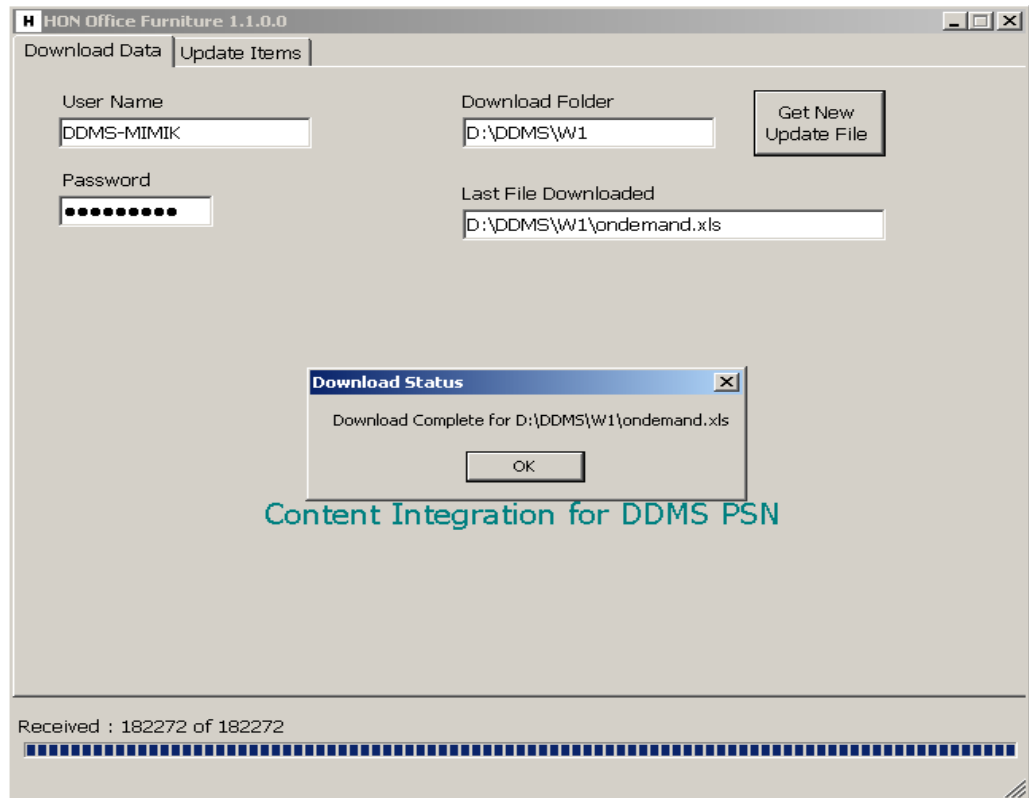 H HON Office Furniture 1.1.0.0
Download Data
Update Items
User Name
DDMS-MIMIK
Password
●●●●●●●●●
Download Folder
D:\DDMS\W1
Get New
Update File
Last File Downloaded
D:\DDMS\W1\ondemand.xls
Download Status
Download Complete for D:\DDMS\W1\ondemand.xls
OK
Content Integration for DDMS PSN
Received : 182272 of 182272